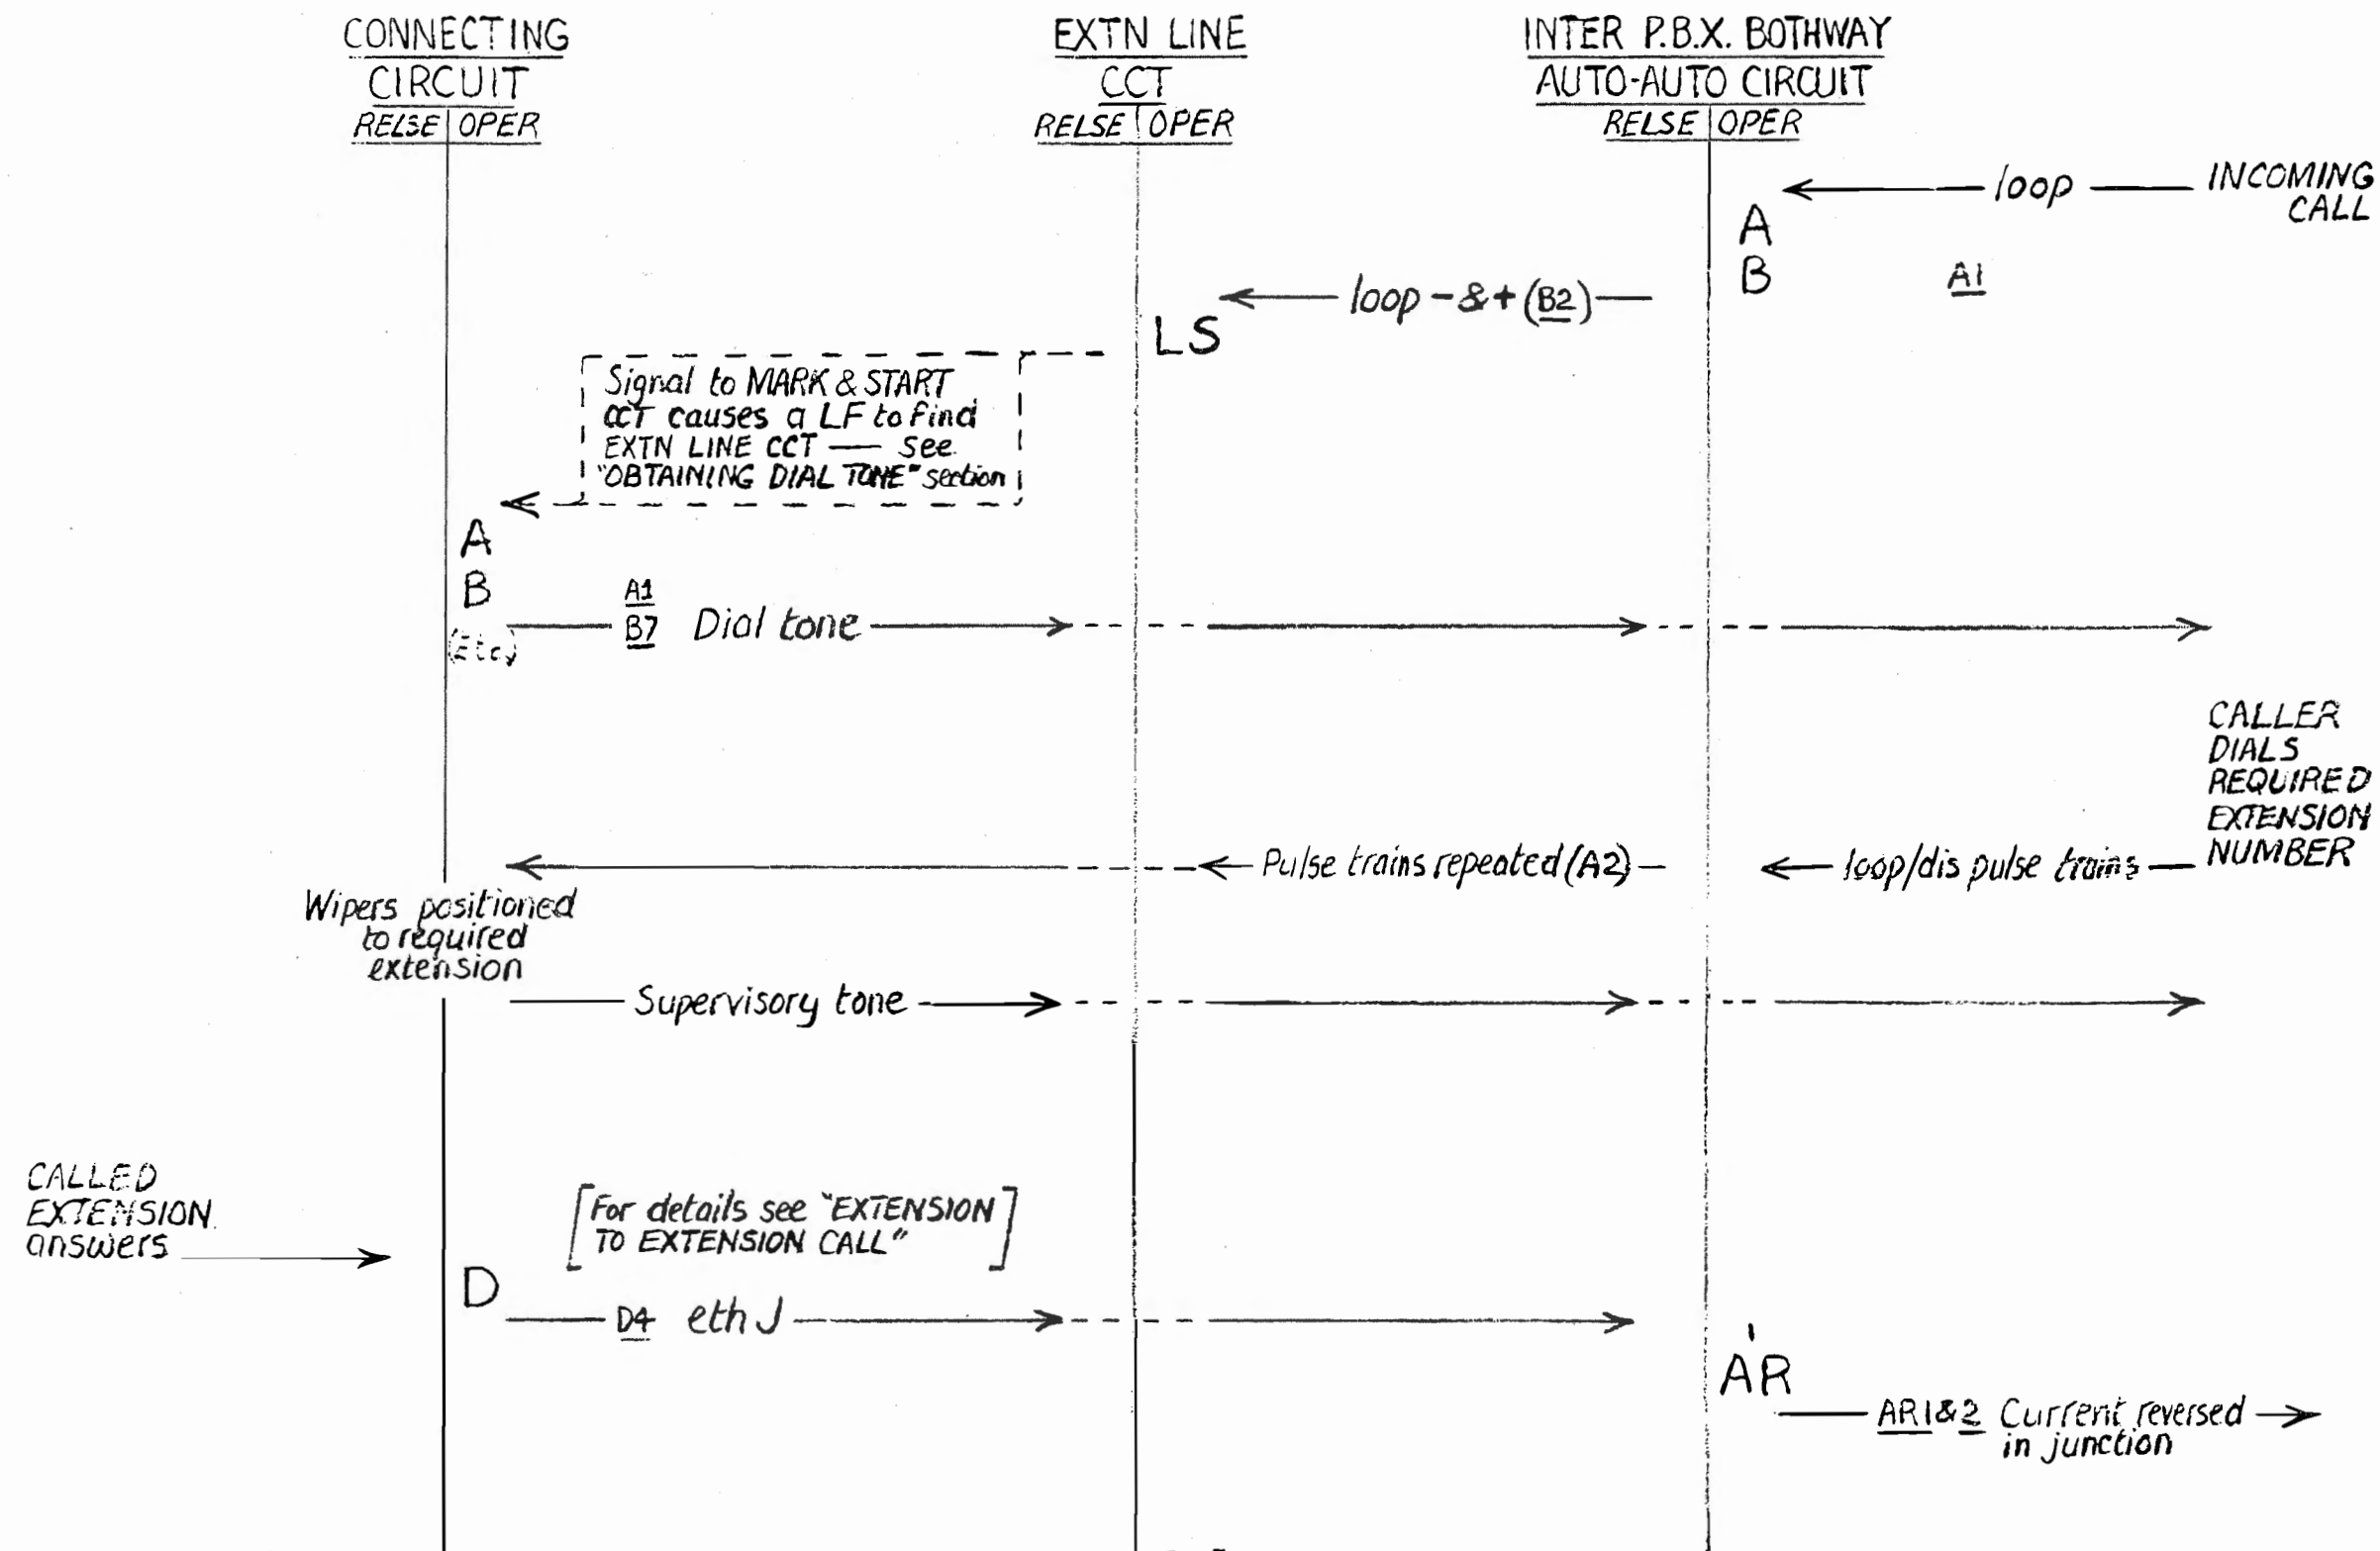 CONNECTING
CIRCUIT
RELSE OPER
EXTN LINE
CCT
RELSE OPER
INTER P.B.X. BOTHWAY
AUTO-AUTO CIRCUIT
RELSE OPER
loop
INCOMING
CALL
A
B
A1
loop - & + (B2)
LS
Signal to MARK & START
CCT causes a LF to find
EXTN LINE CCT — see
"OBTAINING DIAL TONE" section
A
B
(Etc)
A1
B7 Dial tone
CALLER
DIALS
REQUIRED
EXTENSION
NUMBER
Pulse trains repeated (A2)
loop/dis pulse trains
Wipers positioned
to required
extension
Supervisory tone
CALLED
EXTENSION
answers
[For details see "EXTENSION
TO EXTENSION CALL"]
D
D4 eth J
AR
AR1&2 Current reversed
in junction